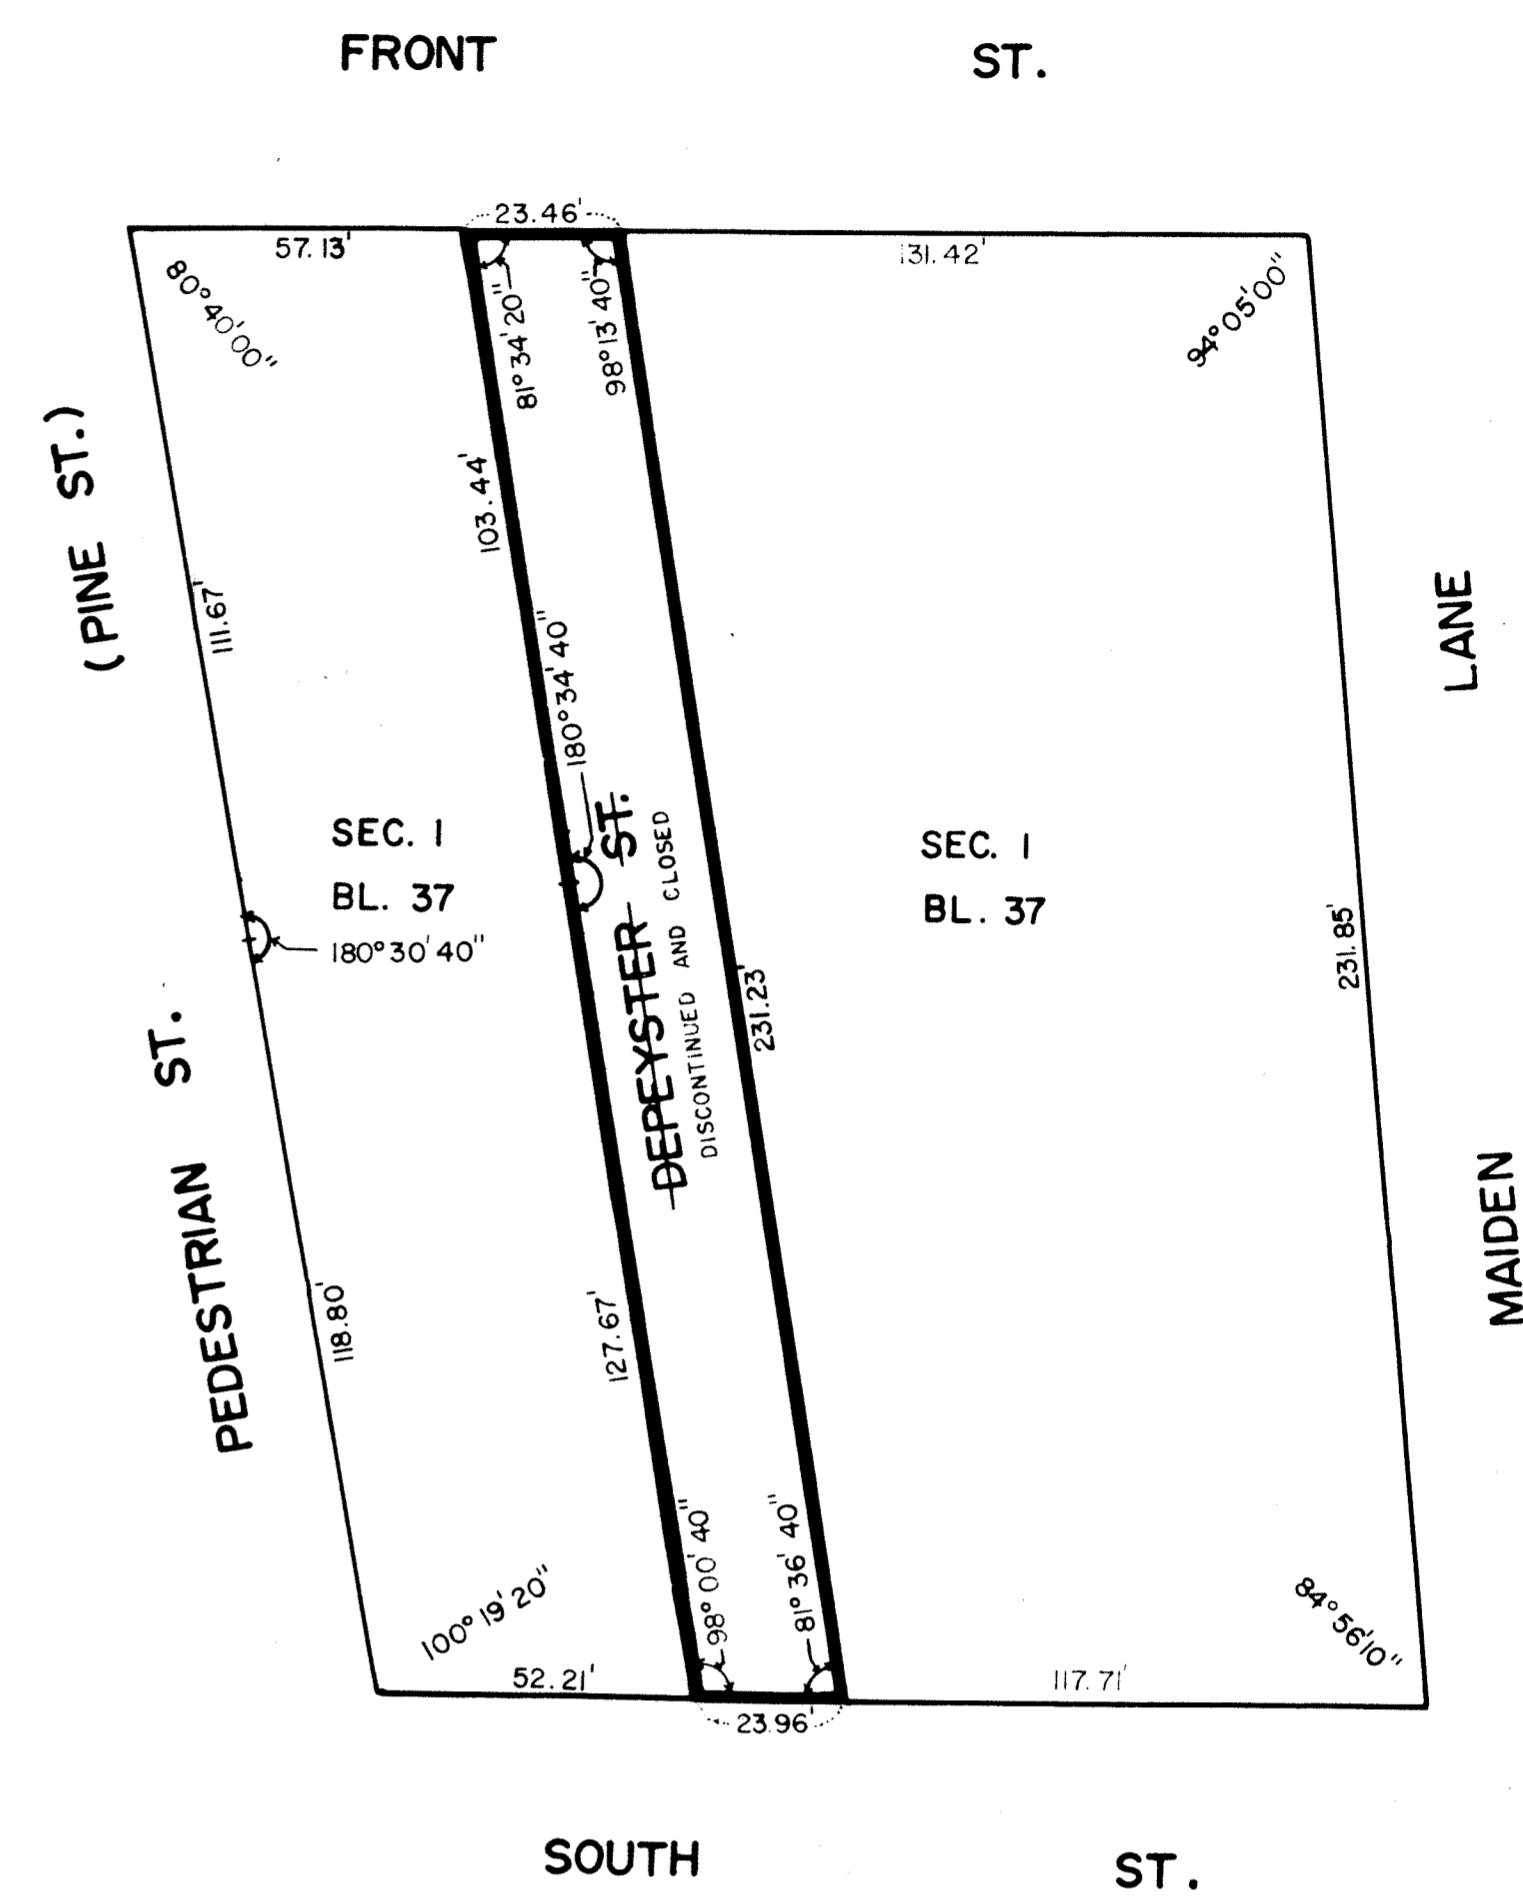 FRONT ST.
23.46'
57.13'
131.42'
80°40'00"
81°34'20"
98°13'40"
94°05'00"
(PINE ST.)
103.44'
111.67'
180°34'40"
LANE
SEC. 1
BL. 37
180°30'40"
DEPEYSTER ST.
DISCONTINUED AND CLOSED
SEC. 1
BL. 37
231.23'
231.85'
PEDESTRIAN ST.
MAIDEN
118.80'
127.67'
100°19'20"
98°00'40"
81°36'40"
84°56'10"
52.21'
117.71'
23.96'
SOUTH ST.